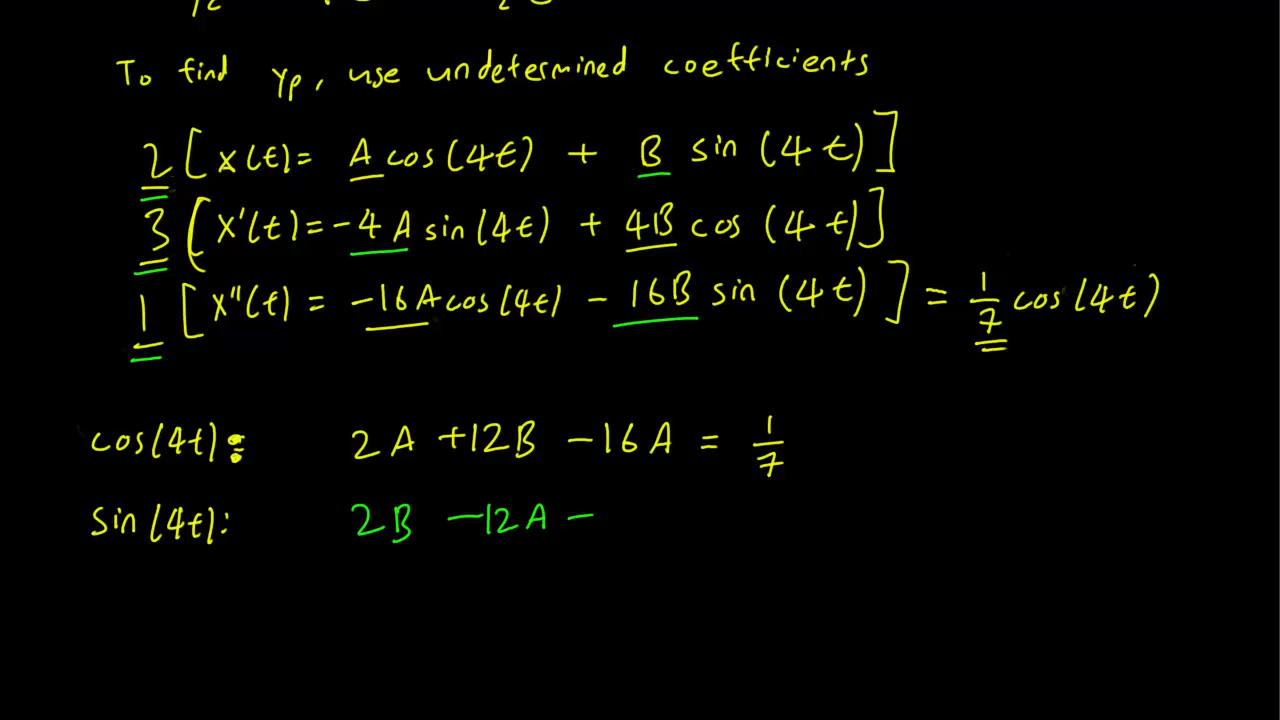 To find yp, use undetermined coefficients
2 [x(t)= A cos(4t) + B sin (4t)]
3 [x'(t)= -4A sin(4t) + 4B cos (4t)]
1 [x"(t) = -16A cos(4t) - 16B sin (4t)] = 1/7 cos(4t)
cos(4t): 2A +12B -16A = 1/7
sin(4t): 2B -12A -